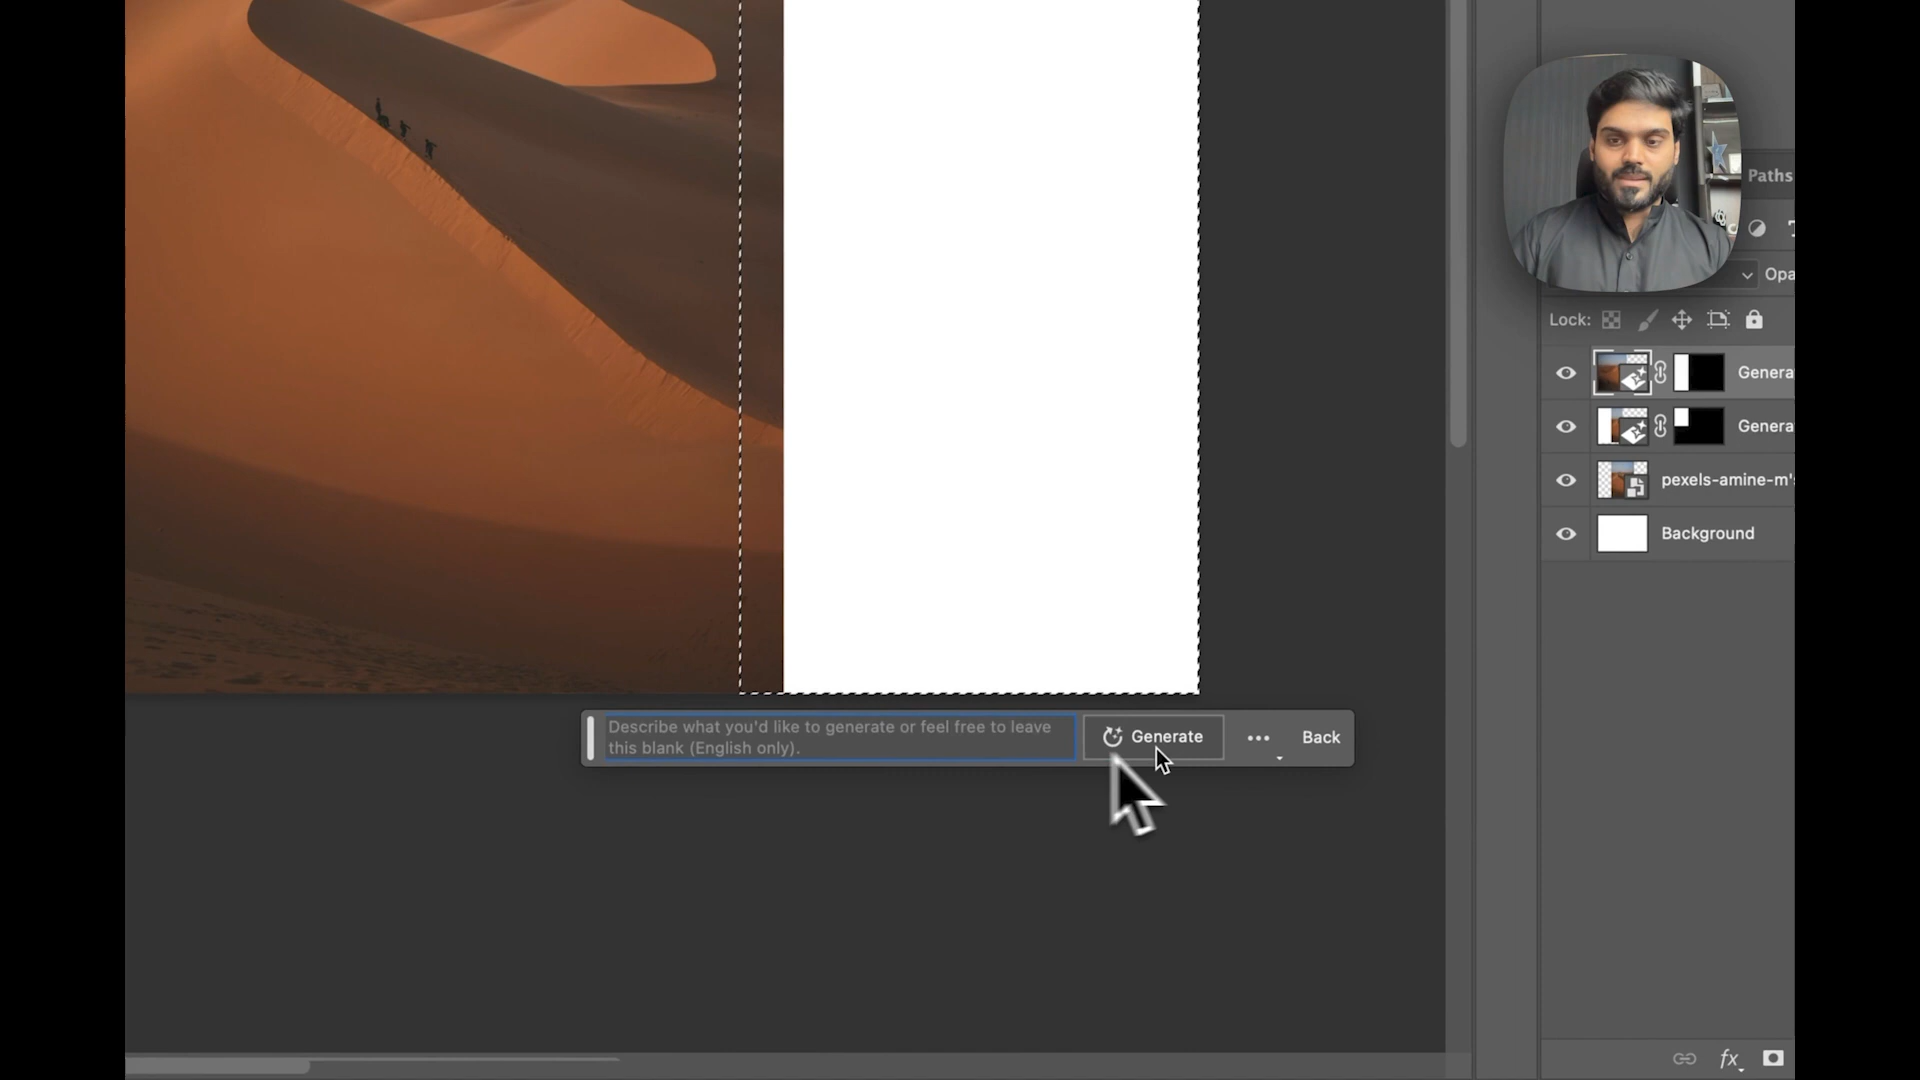 Paths
Opa
Lock:
Genera
Genera
pexels-amine-m's
Background
Describe what you'd like to generate or feel free to leave
this blank (English only).
Generate
Back
fx